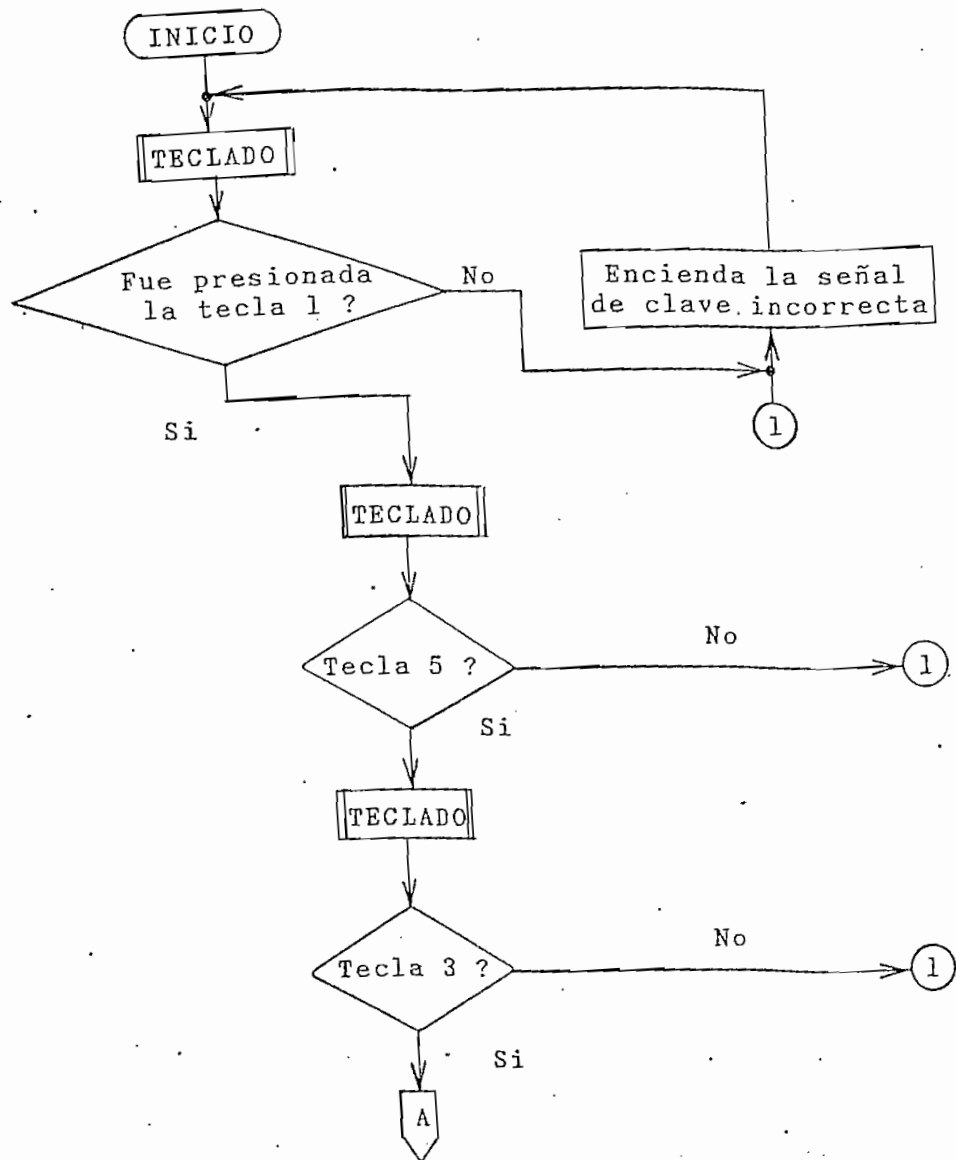 INICIO
TECLADO
Fue presionada
la tecla 1 ?
No
Encienda la señal
de clave incorrecta
1
Si
TECLADO
Tecla 5 ?
No
1
Si
TECLADO
Tecla 3 ?
No
1
Si
A